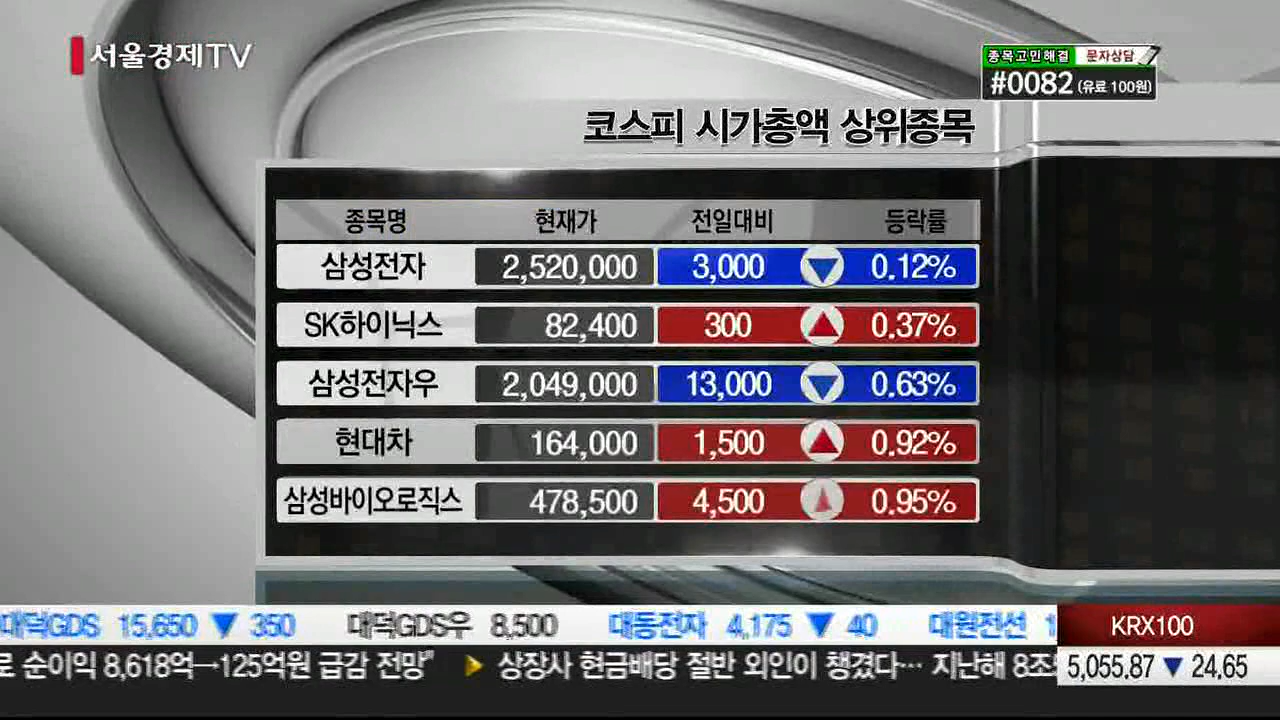 서울경제TV
종목고민해결 문자상담
#0082 (유료 100원)
코스피 시가총액 상위종목
종목명 현재가 전일대비 등락률
삼성전자 2,520,000 3,000 ▼ 0.12%
SK하이닉스 82,400 300 ▲ 0.37%
삼성전자우 2,049,000 13,000 ▼ 0.63%
현대차 164,000 1,500 ▲ 0.92%
삼성바이오로직스 478,500 4,500 ▲ 0.95%
대덕GDS 15,650 ▼ 350 대덕GDS우 8,500 대동전자 4,175 ▼ 40 대원전선
KRX100
로 순이익 8,618억→125억원 급감 전망" ▶ 상장사 현금배당 절반 외인이 챙겼다… 지난해 8조
5,055.87 ▼ 24.65